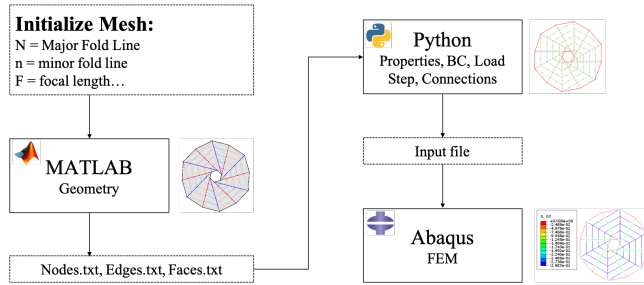 Initialize Mesh:
N = Major Fold Line
n = minor fold line
F = focal length…
MATLAB
Geometry
Nodes.txt, Edges.txt, Faces.txt
Python
Properties, BC, Load
Step, Connections
Input file
Abaqus
FEM